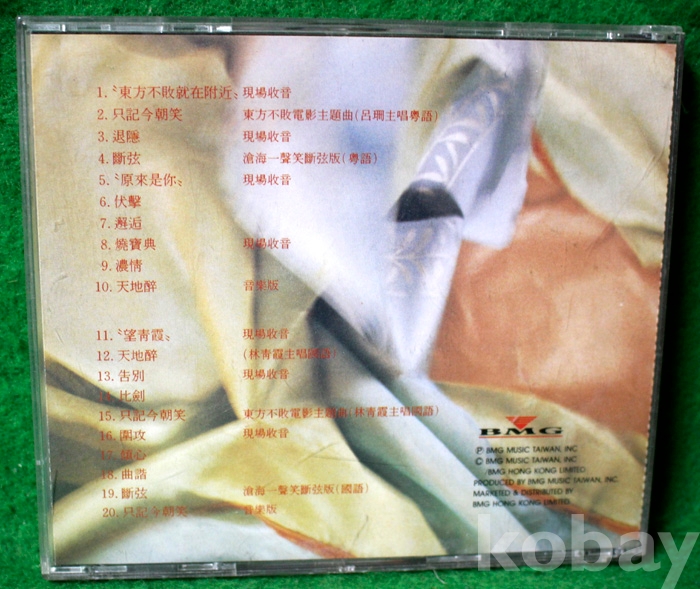 1. 〝東方不敗就在附近〞 現場收音
2. 只記今朝笑 東方不敗電影主題曲(呂珊主唱粵語)
3. 退隱 現場收音
4. 斷弦 滄海一聲笑斷弦版(粵語)
5. 〝原來是你〞 現場收音
6. 伏擊
7. 邂逅
8. 燒寶典 現場收音
9. 濃情
10. 天地醉 音樂版
11. 〝望青霞〞 現場收音
12. 天地醉 (林青霞主唱國語)
13. 告別 現場收音
比劍
15. 只記今朝笑 東方不敗電影主題曲(林青霞主唱國語)
16. 圍攻 現場收音
17. 心
18. 曲諧
19. 斷弦 滄海一聲笑斷弦版(國語)
20. 只記今朝笑 音樂版
BMG
℗ BMG MUSIC TAIWAN, INC
© BMG MUSIC TAIWAN, INC
BMG HONG KONG LIMITED
PRODUCED BY BMG MUSIC TAIWAN, INC.
MARKETED & DISTRIBUTED BY
BMG HONG KONG LIMITED
kobay